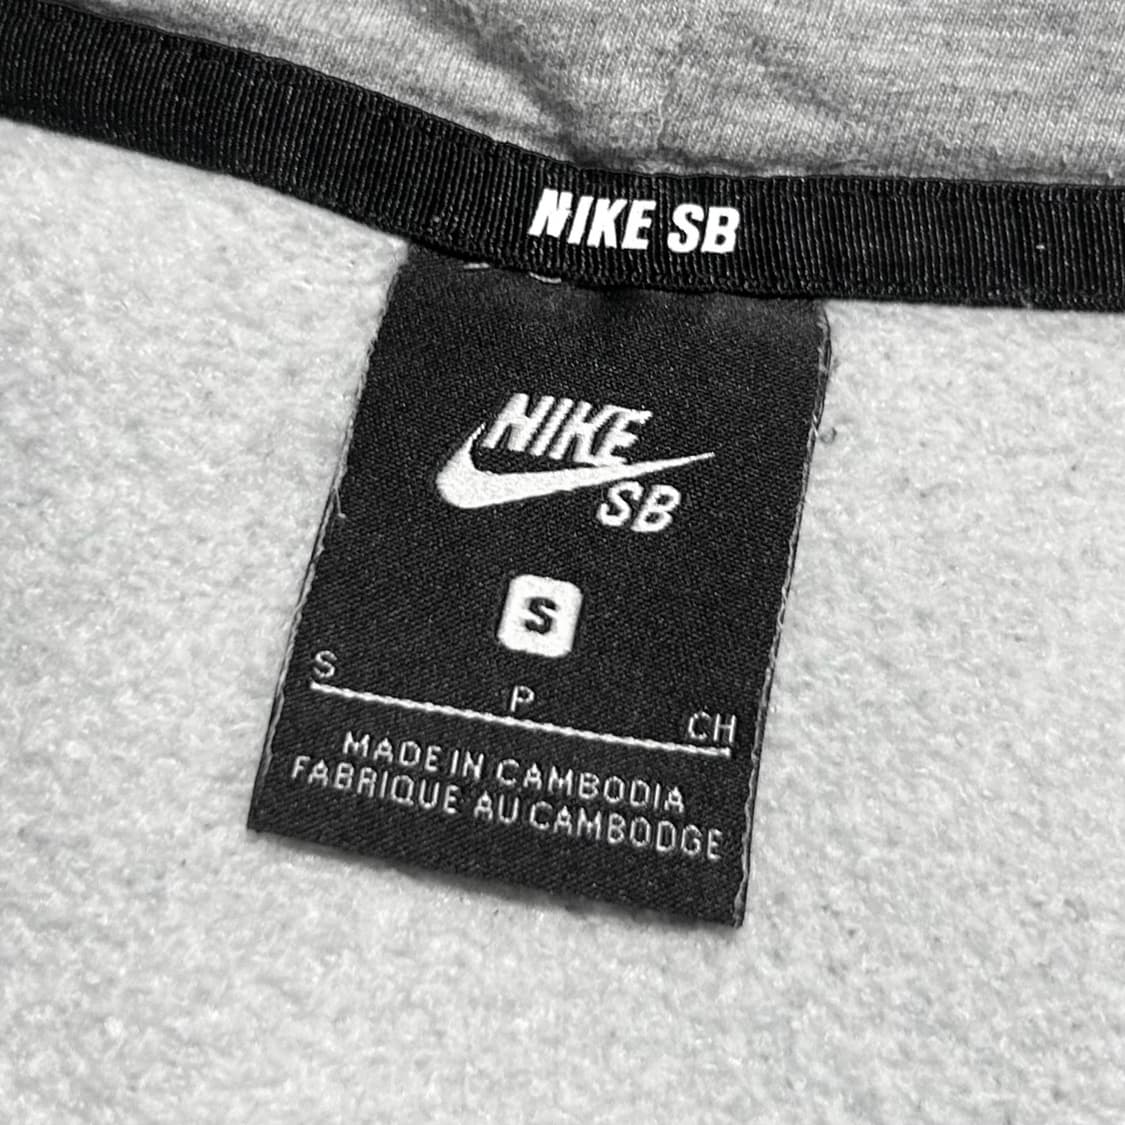 NIKE SB
NIKE
SB
S
S P CH
MADE IN CAMBODIA
FABRIQUE AU CAMBODGE